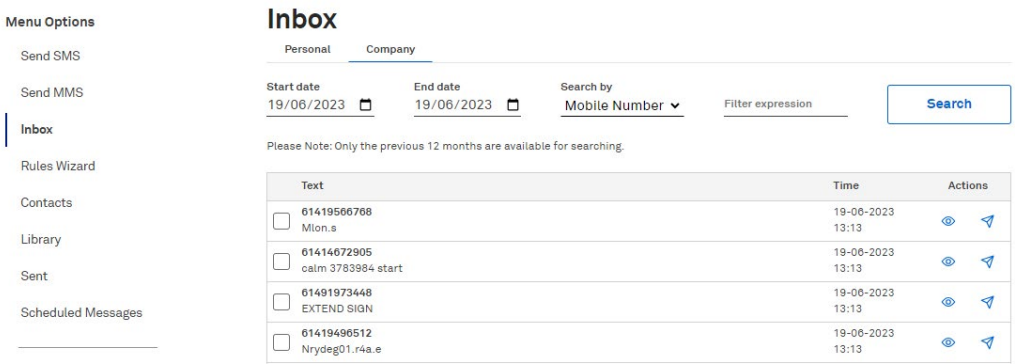 Menu Options
Send SMS
Send MMS
Inbox
Rules Wizard
Contacts
Library
Sent
Scheduled Messages
Inbox
Personal Company
Start date End date Search by
19/06/2023 19/06/2023 Mobile Number Filter expression Search
Please Note: Only the previous 12 months are available for searching.
Text Time Actions
61419566768 19-06-2023
Mlon.s 13:13
61414672905 19-06-2023
calm 3783984 start 13:13
61491973448 19-06-2023
EXTEND SIGN 13:13
61419496512 19-06-2023
Nrydeg01.r4a.e 13:13